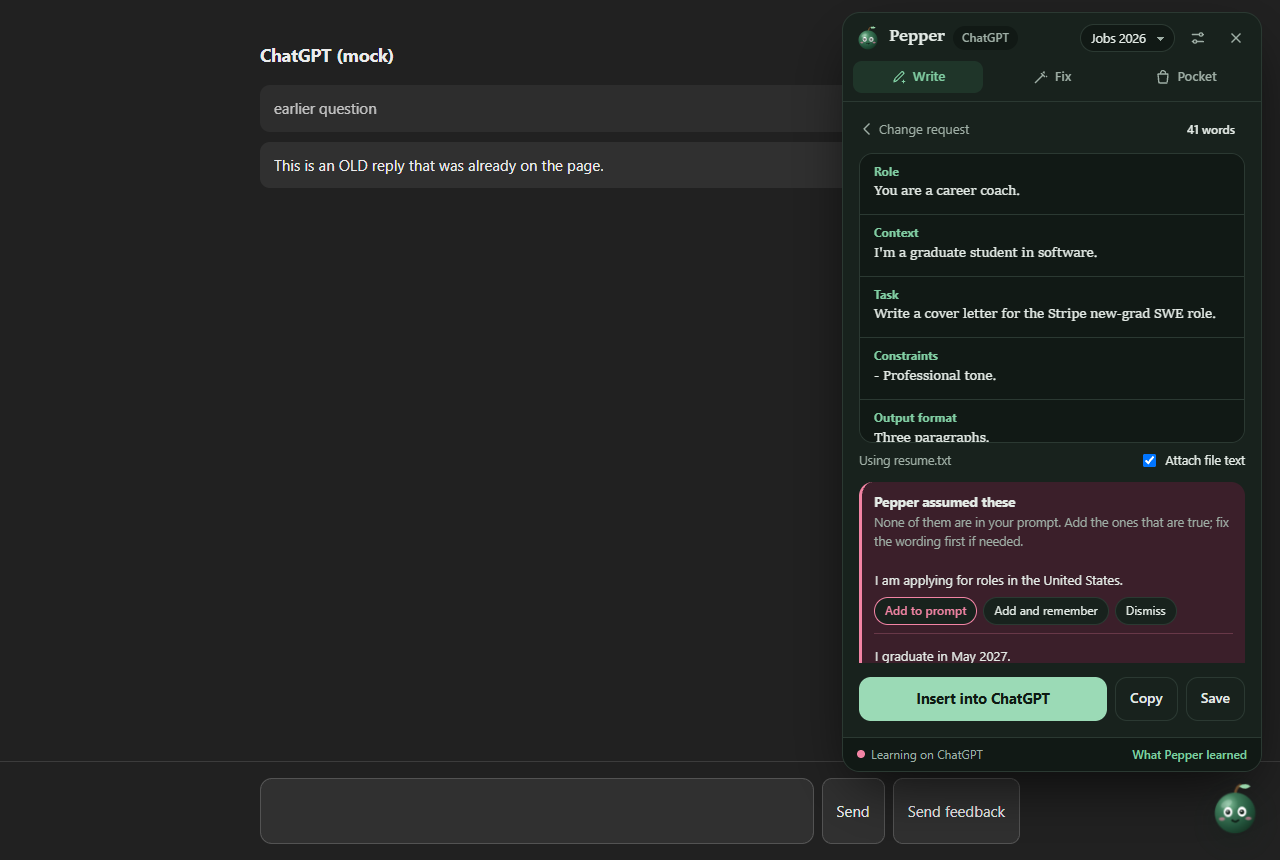 ChatGPT (mock)
earlier question
This is an OLD reply that was already on the page.
Send
Send feedback
Pepper
ChatGPT
Jobs 2026
Write
Fix
Pocket
Change request
41 words
Role
You are a career coach.
Context
I'm a graduate student in software.
Task
Write a cover letter for the Stripe new-grad SWE role.
Constraints
- Professional tone.
Output format
Three paragraphs.
Using resume.txt
Attach file text
Pepper assumed these
None of them are in your prompt. Add the ones that are true; fix
the wording first if needed.
I am applying for roles in the United States.
Add to prompt
Add and remember
Dismiss
I graduate in May 2027.
Insert into ChatGPT
Copy
Save
Learning on ChatGPT
What Pepper learned